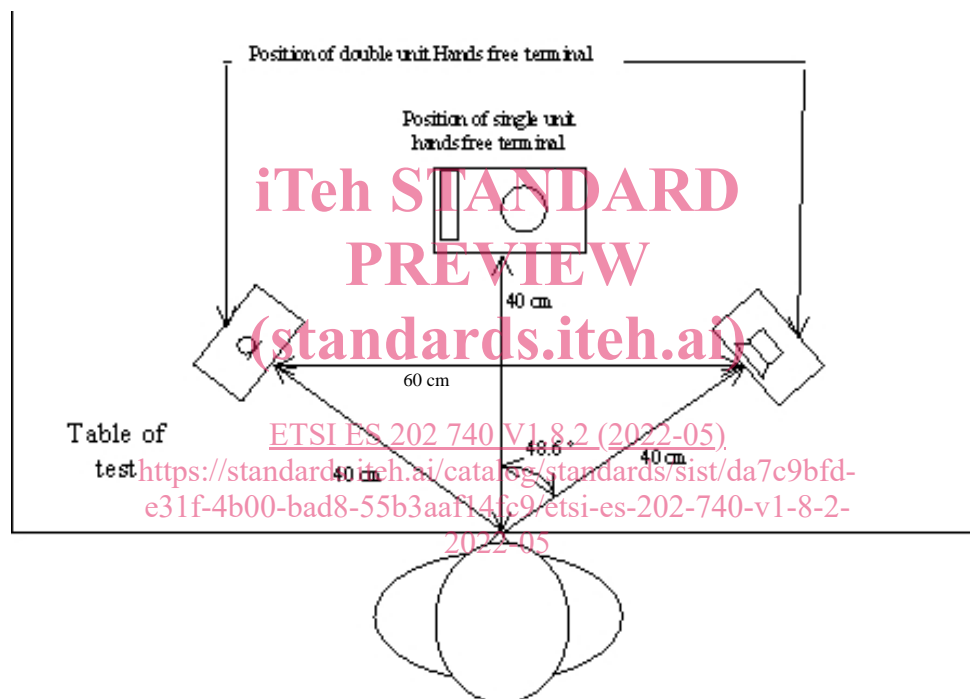 Position of double unit Hands free terminal
Position of single unit
hands free terminal
iTeh STANDARD
PREVIEW
(standards.iteh.ai)
40 cm
60 cm
Table of
test
ETSI ES 202 740 V1.8.2 (2022-05)
48.6°
40 cm
40 cm
https://standards.iteh.ai/catalog/standards/sist/da7c9bfd-
e31f-4b00-bad8-55b3aaf14fc9/etsi-es-202-740-v1-8-2-
2022-05